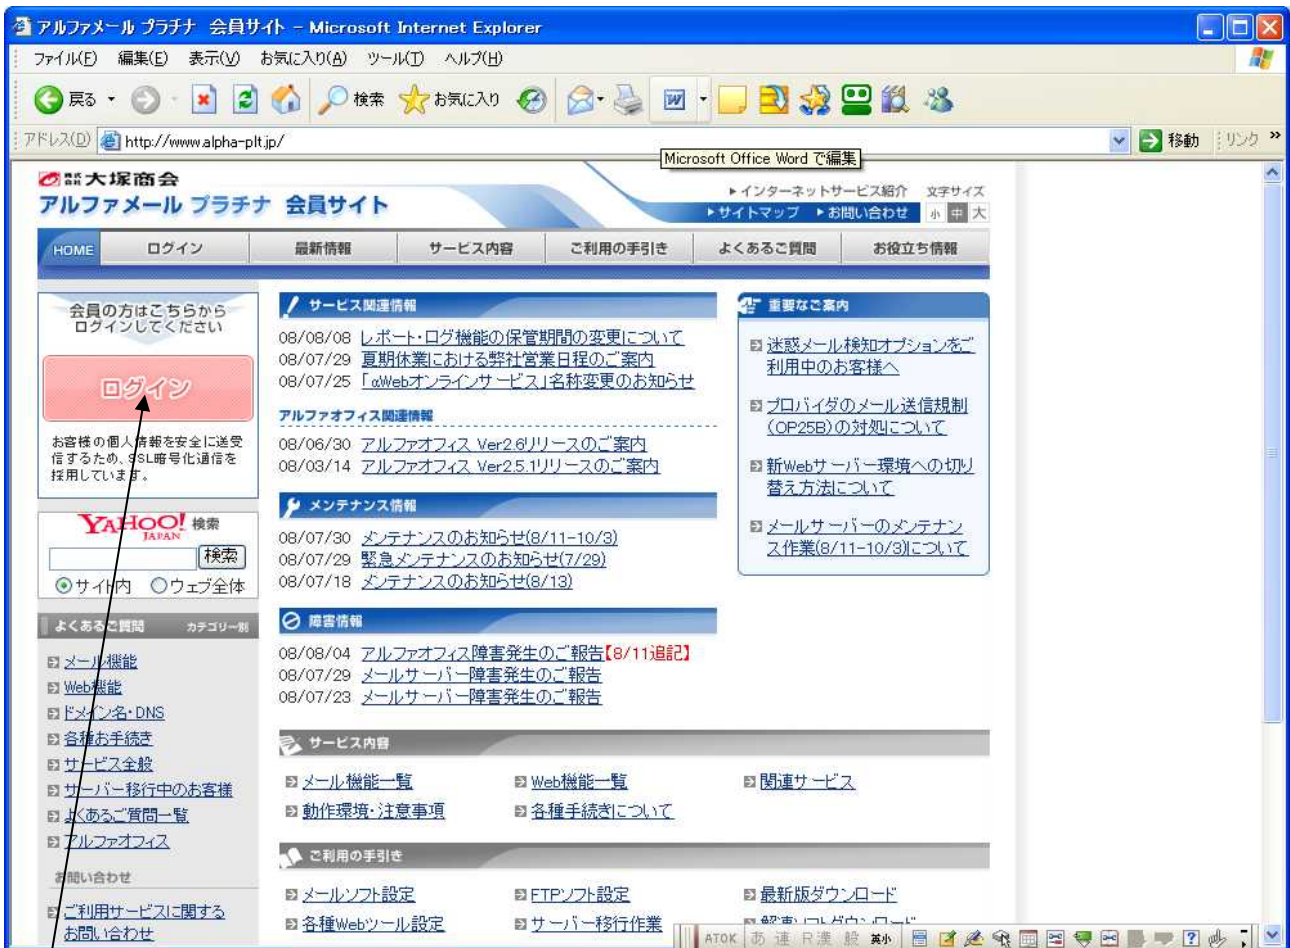 アルファメール プラチナ 会員サイト - Microsoft Internet Explorer
ファイル(F) 編集(E) 表示(V) お気に入り(A) ツール(T) ヘルプ(H)
戻る 検索 お気に入り
アドレス(D) http://www.alpha-plt.jp/ 移動 リンク
Microsoft Office Word で編集
株式会社 大塚商会
アルファメール プラチナ 会員サイト
インターネットサービス紹介 文字サイズ
サイトマップ お問い合わせ 小 中 大
HOME ログイン 最新情報 サービス内容 ご利用の手引き よくあるご質問 お役立ち情報
会員の方はこちらから
ログインしてください
ログイン
お客様の個人情報を安全に送受
信するため、SSL暗号化通信を
採用しています。
YAHOO! 検索
JAPAN
検索
サイト内 ウェブ全体
よくあるご質問 カテゴリー別
メール機能
Web機能
ドメイン名・DNS
各種お手続き
サービス全般
サーバー移行中のお客様
よくあるご質問一覧
アルファオフィス
お問い合わせ
ご利用サービスに関する
お問い合わせ
サービス関連情報
08/08/08 レポート・ログ機能の保管期間の変更について
08/07/29 夏期休業における弊社営業日程のご案内
08/07/25 「αWebオンラインサービス」名称変更のお知らせ
アルファオフィス関連情報
08/06/30 アルファオフィス Ver2.6リリースのご案内
08/03/14 アルファオフィス Ver2.5.1リリースのご案内
メンテナンス情報
08/07/30 メンテナンスのお知らせ(8/11-10/3)
08/07/29 緊急メンテナンスのお知らせ(7/29)
08/07/18 メンテナンスのお知らせ(8/13)
障害情報
08/08/04 アルファオフィス障害発生のご報告【8/11追記】
08/07/29 メールサーバー障害発生のご報告
08/07/23 メールサーバー障害発生のご報告
重要なご案内
迷惑メール検知オプションをご
利用中のお客様へ
プロバイダのメール送信規制
(OP25B)の対処について
新Webサーバー環境への切り
替え方法について
メールサーバーのメンテナン
ス作業(8/11-10/3)について
サービス内容
メール機能一覧 Web機能一覧 関連サービス
動作環境・注意事項 各種手続きについて
ご利用の手引き
メールソフト設定 FTPソフト設定 最新版ダウンロード
各種Webツール設定 サーバー移行作業 解凍ソフトダウンロード
ATOK あ 連 R漢 般 英小